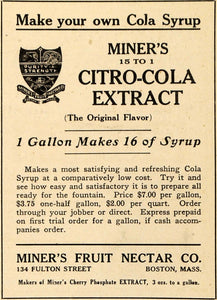 Make your own Cola Syrup
PURITY &
STRENGTH
MINER'S
15 TO 1
CITRO-COLA
EXTRACT
(The Original Flavor)
1 Gallon Makes 16 of Syrup
Makes a most satisfying and refreshing Cola
Syrup at a comparatively low cost. Try it and
see how easy and satisfactory it is to prepare all
ready for the fountain. Price $7.00 per gallon,
$3.75 one-half gallon, $2.00 per quart. Order
through your jobber or direct. Express prepaid
on first trial order for a gallon, if cash accom-
panies order.
MINER'S FRUIT NECTAR CO.
134 FULTON STREET BOSTON, MASS.
Makers of Miner's Cherry Phosphate EXTRACT, 3 ozs. to a gallon.